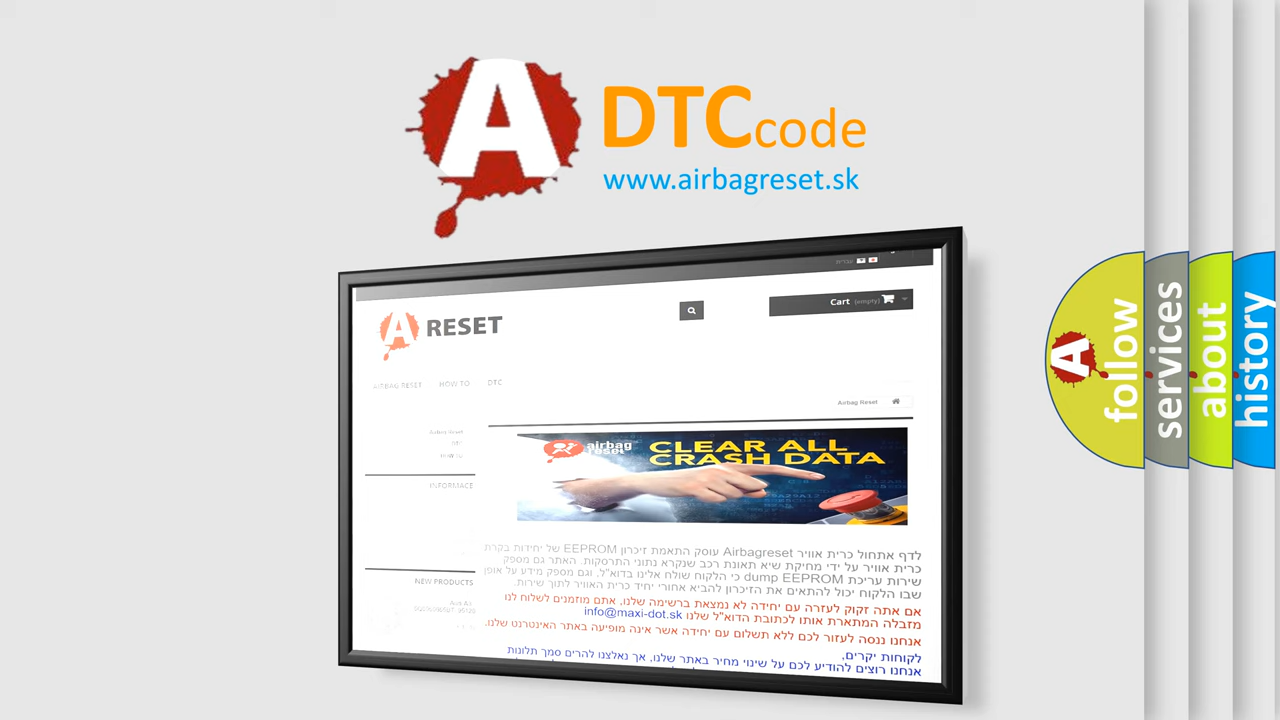 A DTCcode
www.airbagreset.sk
עברית
Cart (empty)
A RESET
AIRBAG RESET HOW TO DTC
Airbag Reset
Airbag Reset
DTC
HOW TO
airbag
reset
CLEAR ALL
CRASH DATA
INFORMACE
לדף אתחול כרית אוויר Airbagreset עוסק התאמת זיכרון EEPROM של יחידות בקרת
כרית אוויר על ידי מחיקת שיא תאונת רכב שנקרא נתוני התרסקות. האתר גם מספק
שירות עריכת dump EEPROM כי הלקוח שולח אלינו בדוא"ל, וגם מספק מידע על אופן
שבו הלקוח יכול להתאים את הזיכרון להביא אחורי יחיד כרית האוויר לתוך שירות.
NEW PRODUCTS
אם אתה זקוק לעזרה עם יחידה לא נמצאת ברשימה שלנו, אתם מוזמנים לשלוח לנו
מזבלה המתארת אותו לכתובת הדוא"ל שלנו info@maxi-dot.sk
אנחנו ננסה לעזור לכם ללא תשלום עם יחידה אשר אינה מופיעה באתר האינטרנט שלנו.
לקוחות יקרים,
אנחנו רוצים להודיע לכם על שינוי מחיר באתר שלנו, אך נאלצנו להרים סמך תלונות
A follow
services
about
history